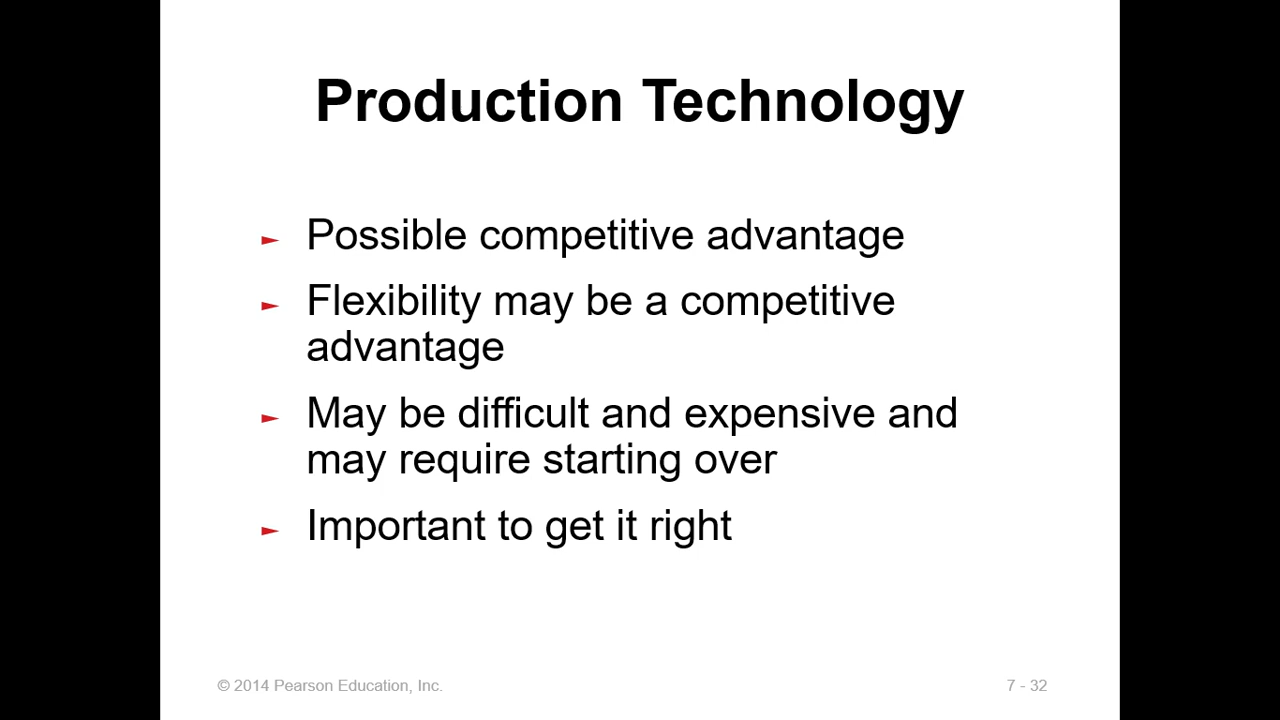 Production Technology
► Possible competitive advantage
► Flexibility may be a competitive
advantage
► May be difficult and expensive and
may require starting over
► Important to get it right
© 2014 Pearson Education, Inc.
7 - 32